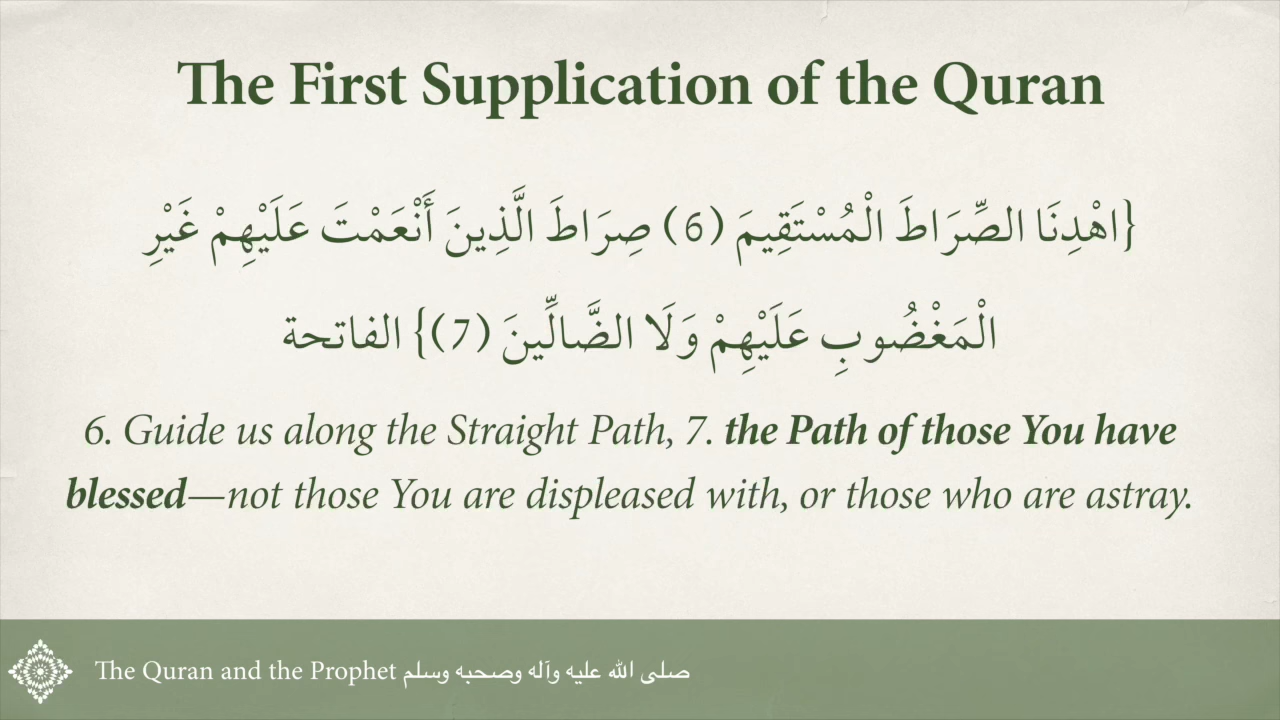 The First Supplication of the Quran
{اهْدِنَا الصِّرَاطَ الْمُسْتَقِيمَ (6) صِرَاطَ الَّذِينَ أَنْعَمْتَ عَلَيْهِمْ غَيْرِ
الْمَغْضُوبِ عَلَيْهِمْ وَلَا الضَّالِّينَ (7)} الفاتحة
6. Guide us along the Straight Path, 7. the Path of those You have
blessed—not those You are displeased with, or those who are astray.
The Quran and the Prophet صلى الله عليه وآله وصحبه وسلم